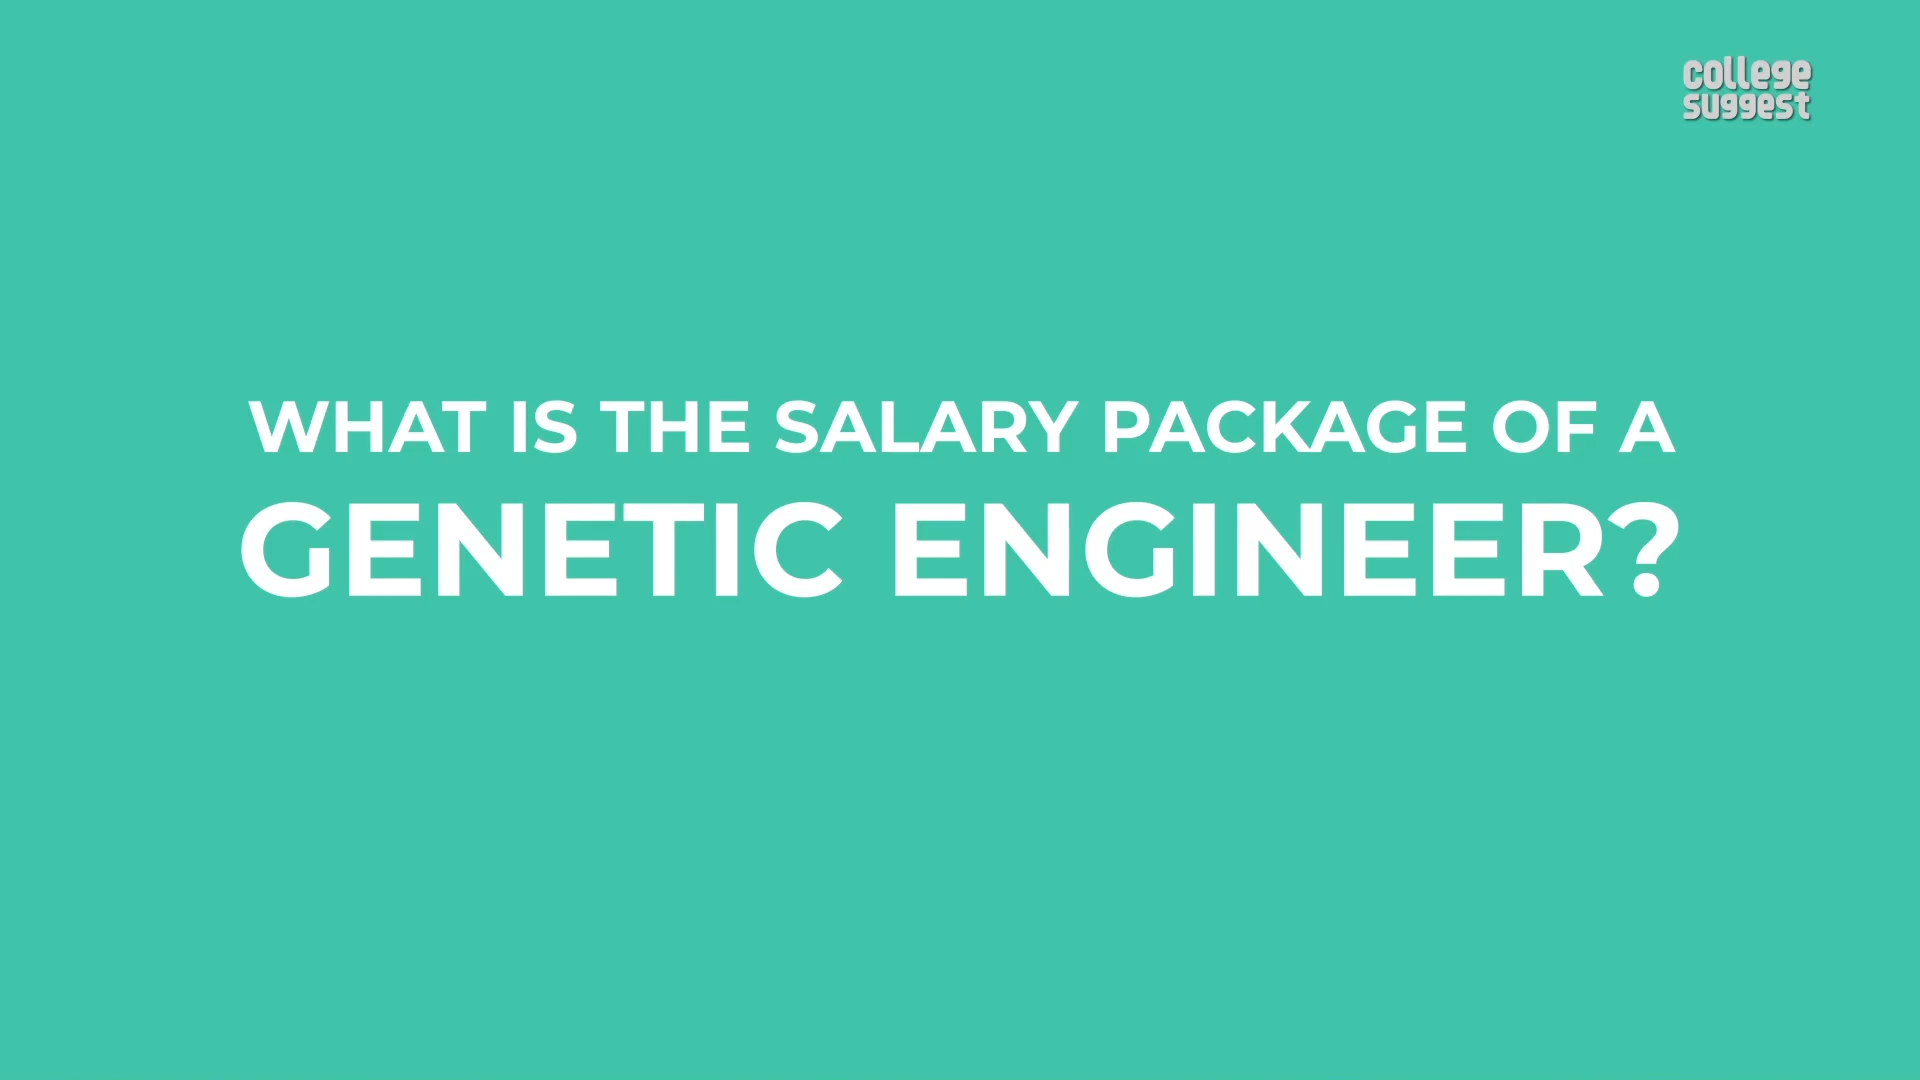 college
suggest
WHAT IS THE SALARY PACKAGE OF A
GENETIC ENGINEER?